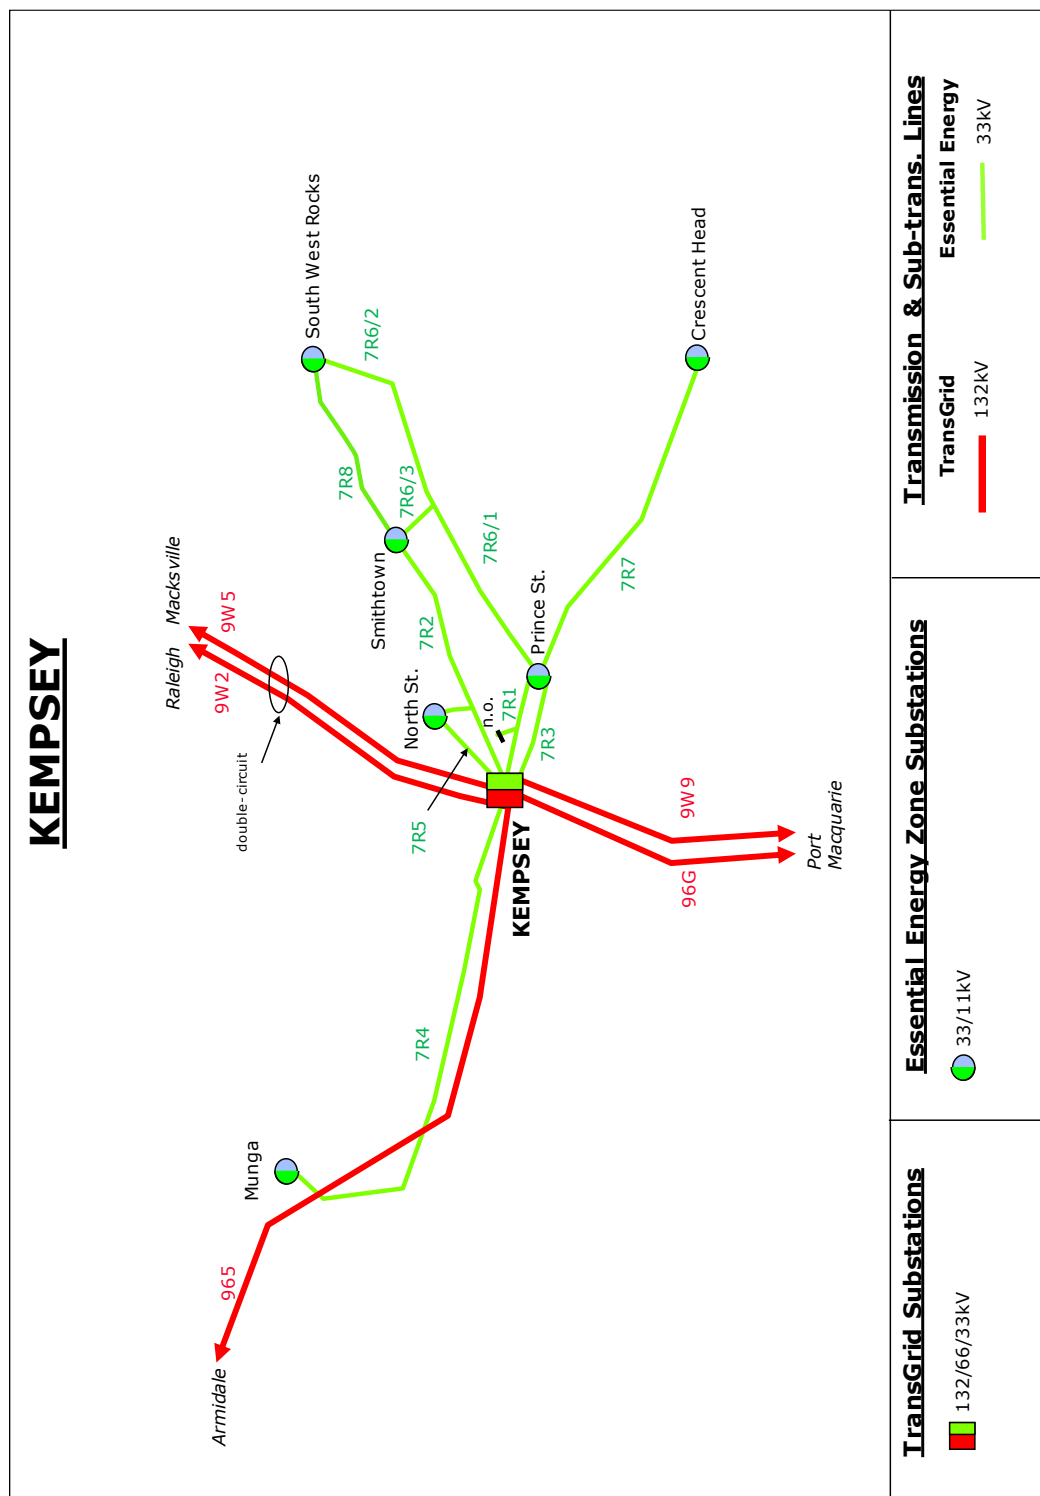 KEMPSEY
Armidale
965
Munga
7R4
Raleigh
Macksville
9W2
9W5
double-circuit
North St.
7R5
n.o.
7R1
7R3
7R2
Smithtown
7R8
7R6/3
7R6/2
South West Rocks
7R6/1
Prince St.
7R7
Crescent Head
KEMPSEY
96G
9W9
Port
Macquarie
TransGrid Substations
132/66/33kV
Essential Energy Zone Substations
33/11kV
Transmission & Sub-trans. Lines
TransGrid
Essential Energy
132kV
33kV